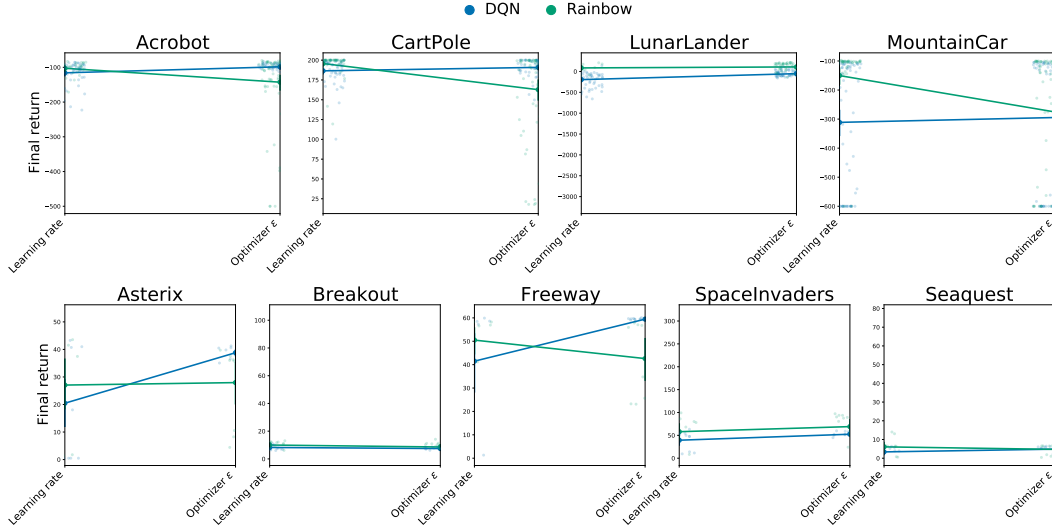 DQN Rainbow
Acrobot CartPole LunarLander MountainCar
Final return
−100 −200 −300 −400 −500
Learning rate Optimizer ε
200 175 150 125 100 75 50 25
Learning rate Optimizer ε
0 −500 −1000 −1500 −2000 −2500 −3000
Learning rate Optimizer ε
−100 −200 −300 −400 −500 −600
Learning rate Optimizer ε
Asterix Breakout Freeway SpaceInvaders Seaquest
Final return
50 40 30 20 10 0
Learning rate Optimizer ε
100 80 60 40 20 0
Learning rate Optimizer ε
60 50 40 30 20 10 0
Learning rate Optimizer ε
300 250 200 150 100 50 0
Learning rate Optimizer ε
80 70 60 50 40 30 20 10 0
Learning rate Optimizer ε